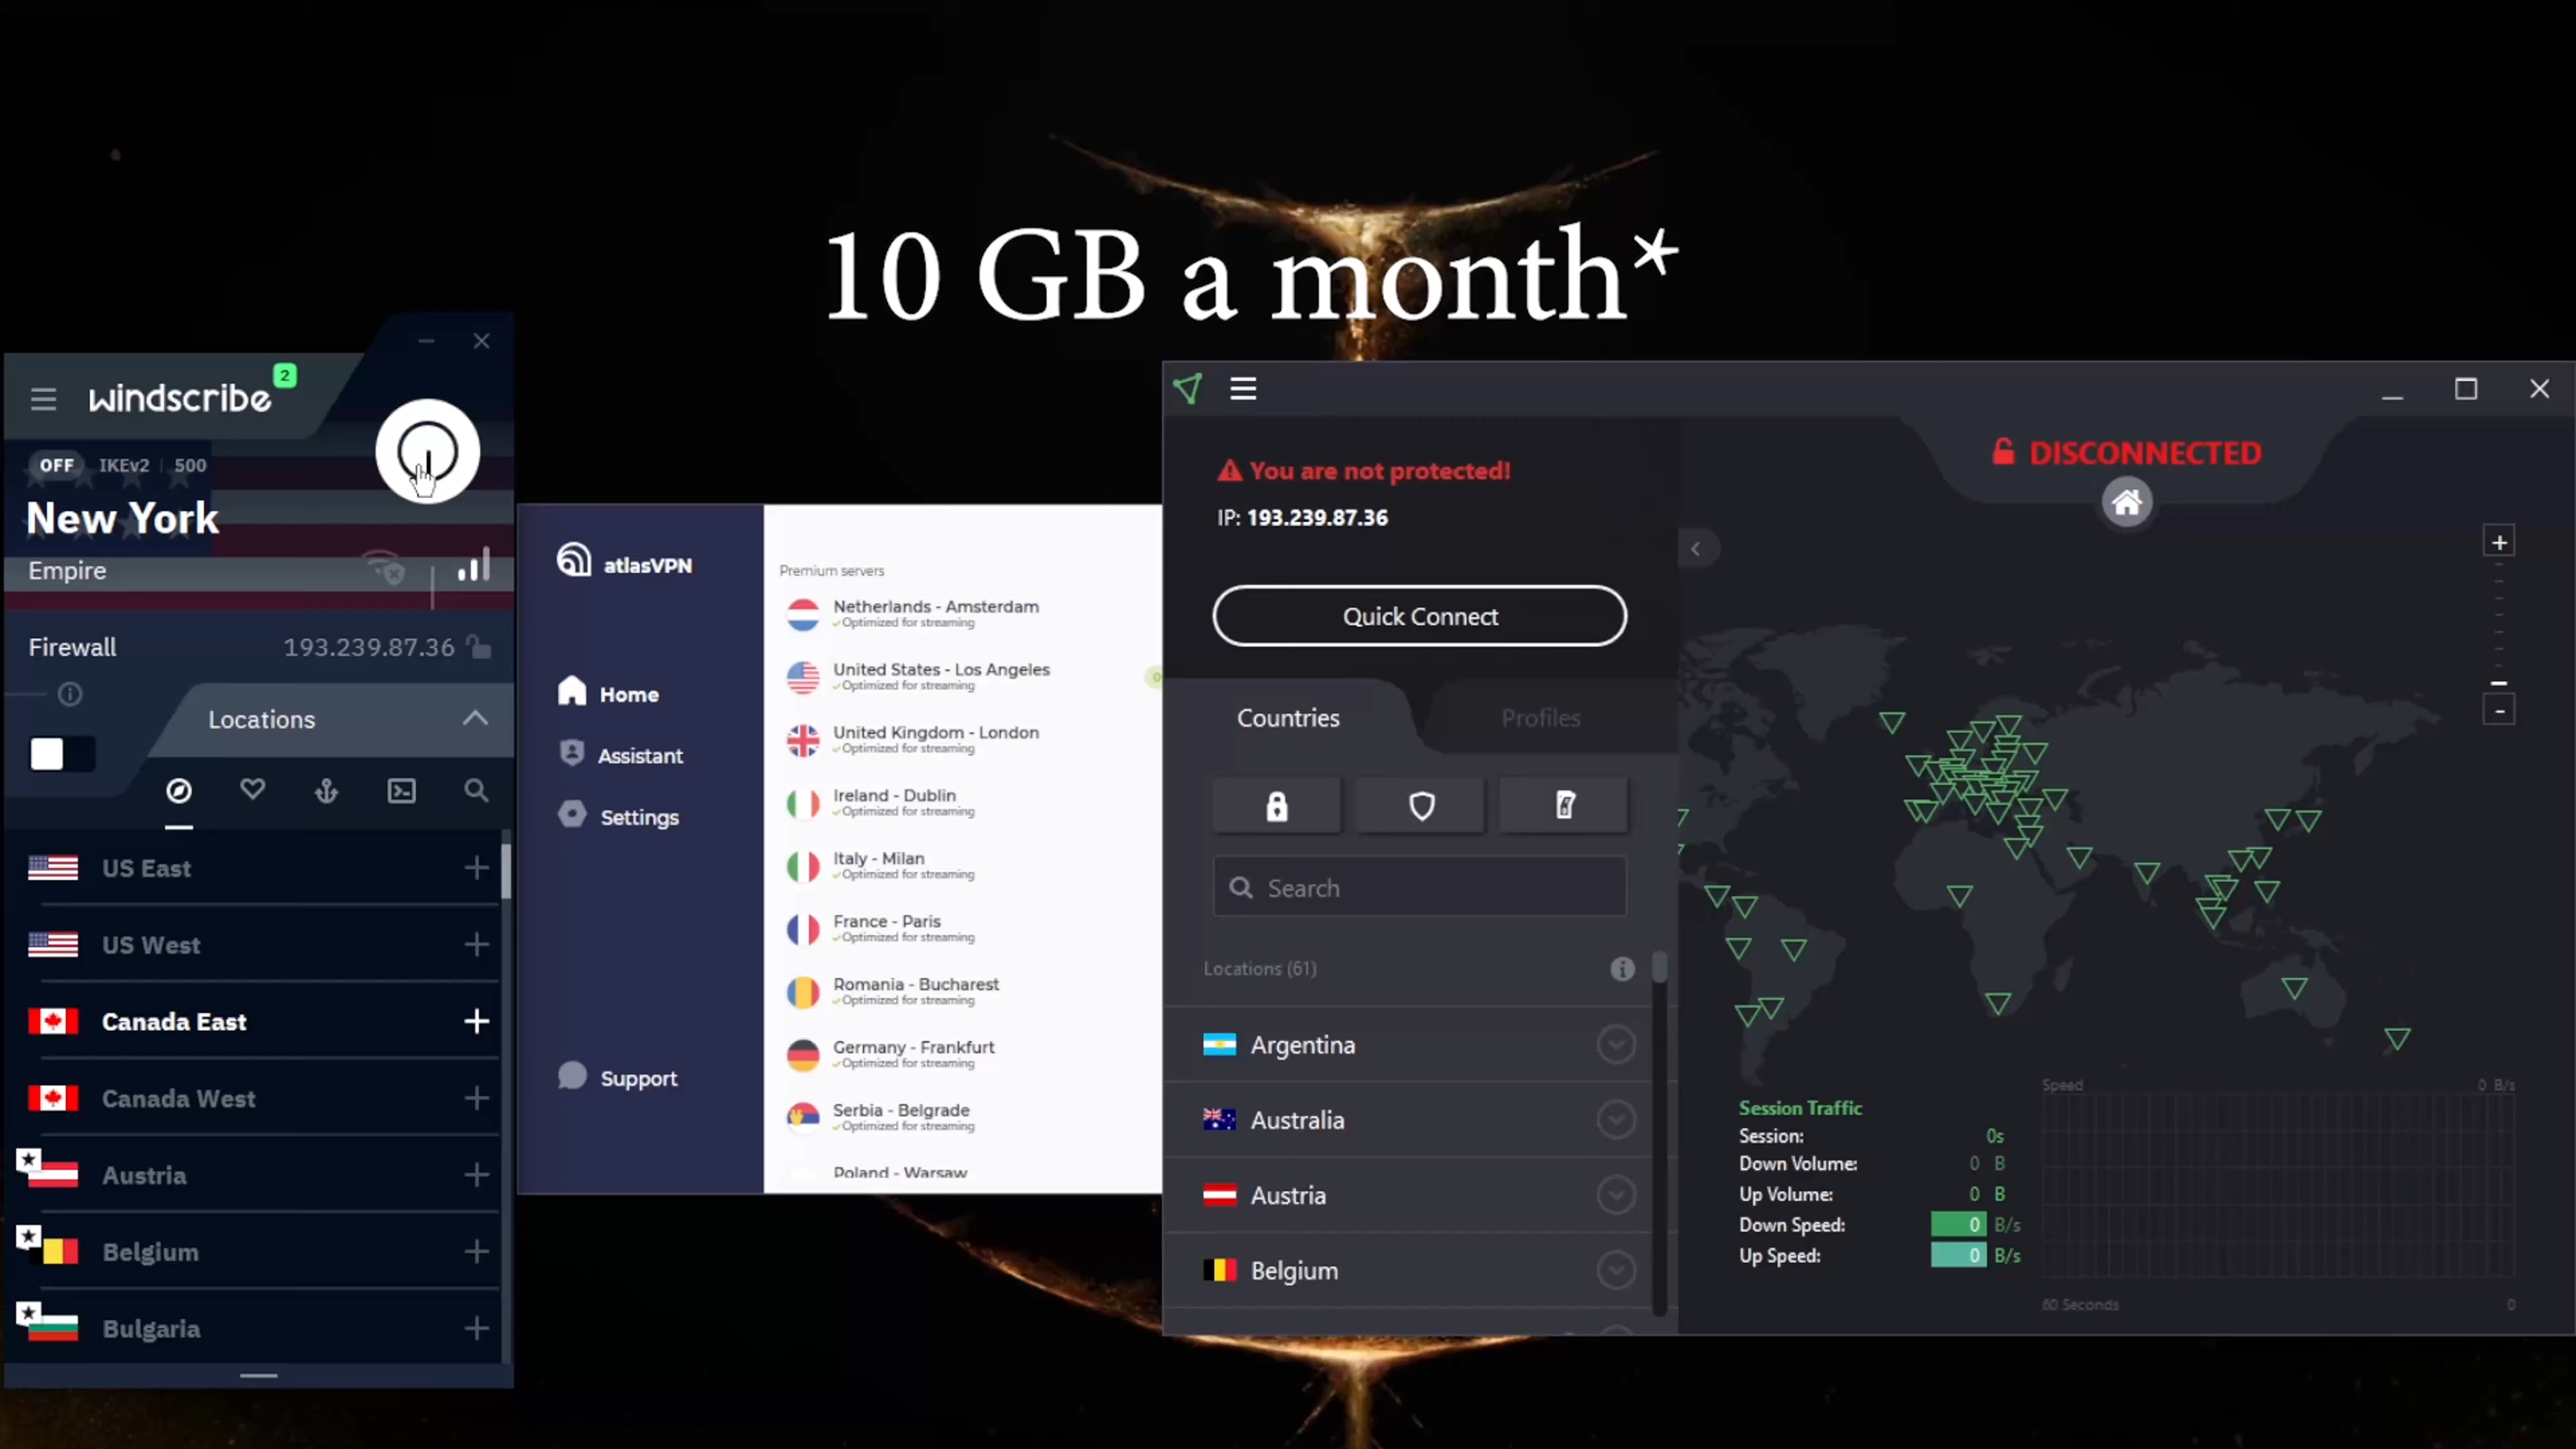 10 GB a month*
windscribe
2
OFF IKEv2 500
New York
Empire
Firewall
193.239.87.36
Locations
US East
US West
Canada East
Canada West
Austria
Belgium
Bulgaria
atlasVPN
Home
Assistant
Settings
Support
Premium servers
Netherlands - Amsterdam
Optimized for streaming
United States - Los Angeles
Optimized for streaming
United Kingdom - London
Optimized for streaming
Ireland - Dublin
Optimized for streaming
Italy - Milan
Optimized for streaming
France - Paris
Optimized for streaming
Romania - Bucharest
Optimized for streaming
Germany - Frankfurt
Optimized for streaming
Serbia - Belgrade
Optimized for streaming
Poland - Warsaw
You are not protected!
IP: 193.239.87.36
Quick Connect
Countries
Profiles
Search
Locations (61)
Argentina
Australia
Austria
Belgium
DISCONNECTED
Session Traffic
Session: 0s
Down Volume: 0 B
Up Volume: 0 B
Down Speed: 0 B/s
Up Speed: 0 B/s
Speed 0 B/s
60 Seconds 0